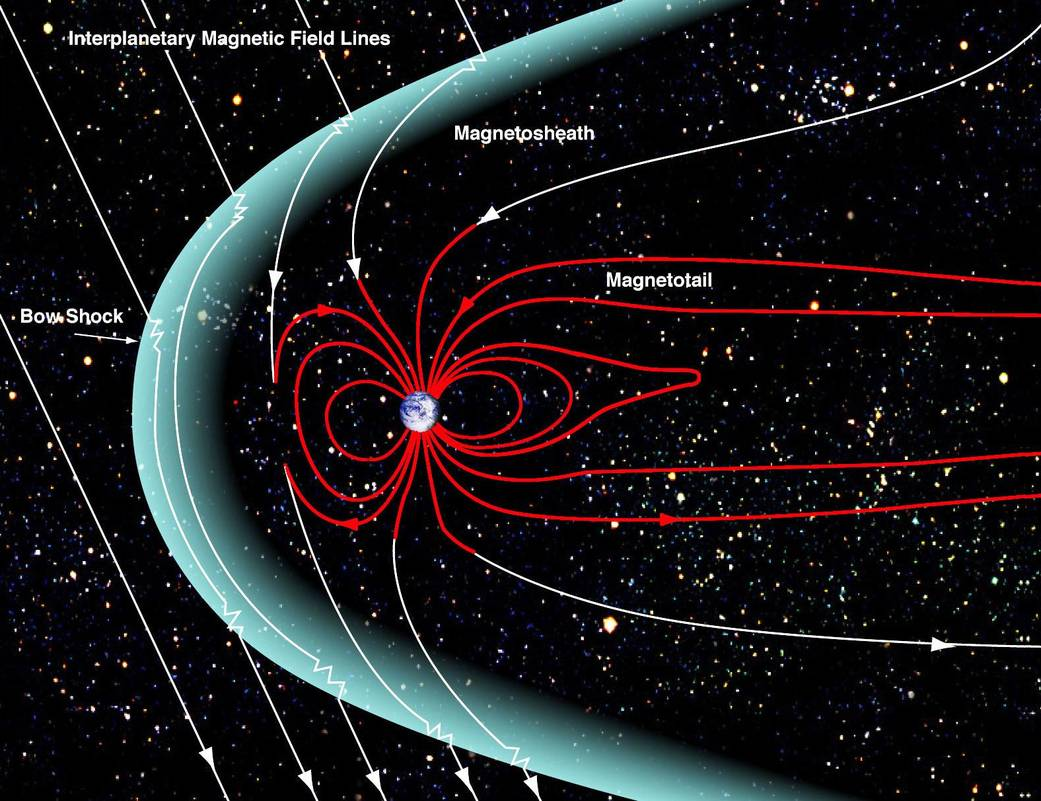 Interplanetary Magnetic Field Lines
Magnetosheath
Magnetotail
Bow Shock